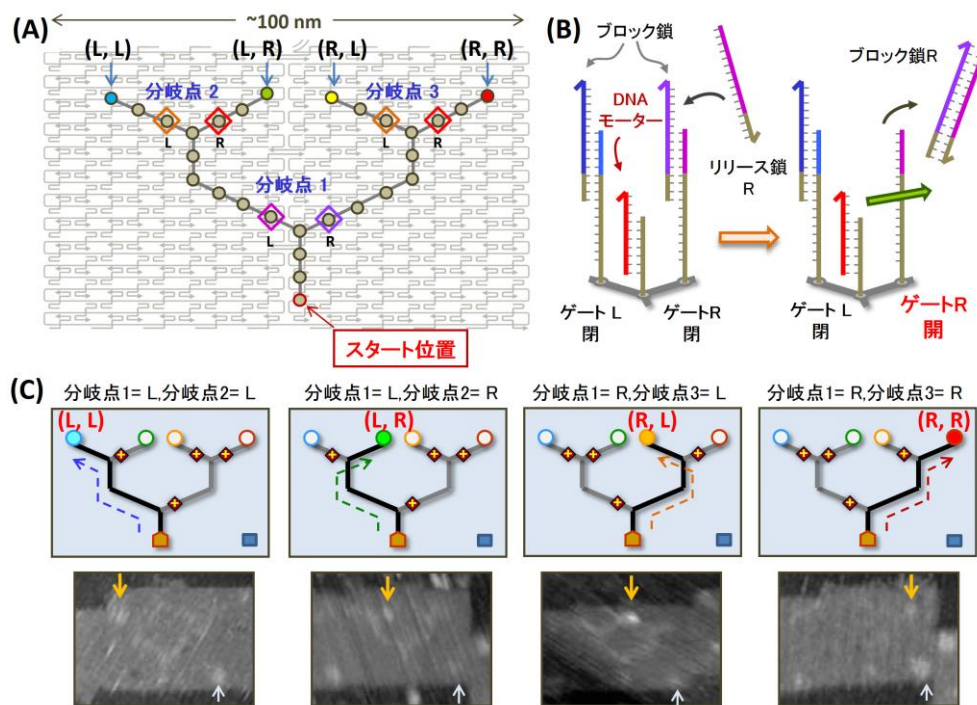 (A)
~100 nm
(L, L)
(L, R)
(R, L)
(R, R)
分岐点 2
分岐点 3
L
R
L
R
分岐点 1
L
R
スタート位置
(B)
ブロック鎖
DNA
モーター
リリース鎖
R
ブロック鎖R
ゲート L
閉
ゲートR
閉
ゲート L
閉
ゲートR
開
(C)
分岐点1= L,分岐点2= L
分岐点1= L,分岐点2= R
分岐点1= R,分岐点3= L
分岐点1= R,分岐点3= R
(L, L)
(L, R)
(R, L)
(R, R)